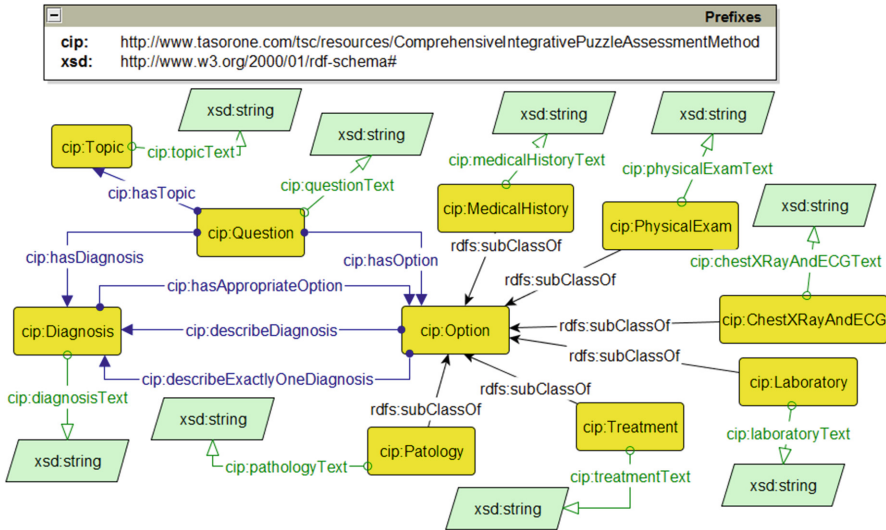 Prefixes
cip: http://www.tasorone.com/tsc/resources/ComprehensiveIntegrativePuzzleAssessmentMethod
xsd: http://www.w3.org/2000/01/rdf-schema#
xsd:string
xsd:string
xsd:string
xsd:string
cip:Topic
cip:topicText
cip:medicalHistoryText
cip:physicalExamText
cip:hasTopic
cip:questionText
cip:MedicalHistory
xsd:string
cip:Question
cip:PhysicalExam
cip:hasDiagnosis
cip:hasOption
rdfs:subClassOf
rdfs:subClassOf
cip:chestXRayAndECGText
cip:hasAppropriateOption
cip:Diagnosis
cip:describeDiagnosis
cip:Option
rdfs:subClassOf
cip:ChestXRayAndECG
rdfs:subClassOf
cip:describeExactlyOneDiagnosis
cip:Laboratory
cip:diagnosisText
rdfs:subClassOf
rdfs:subClassOf
xsd:string
cip:Treatment
cip:laboratoryText
cip:Patology
xsd:string
cip:pathologyText
cip:treatmentText
xsd:string
xsd:string